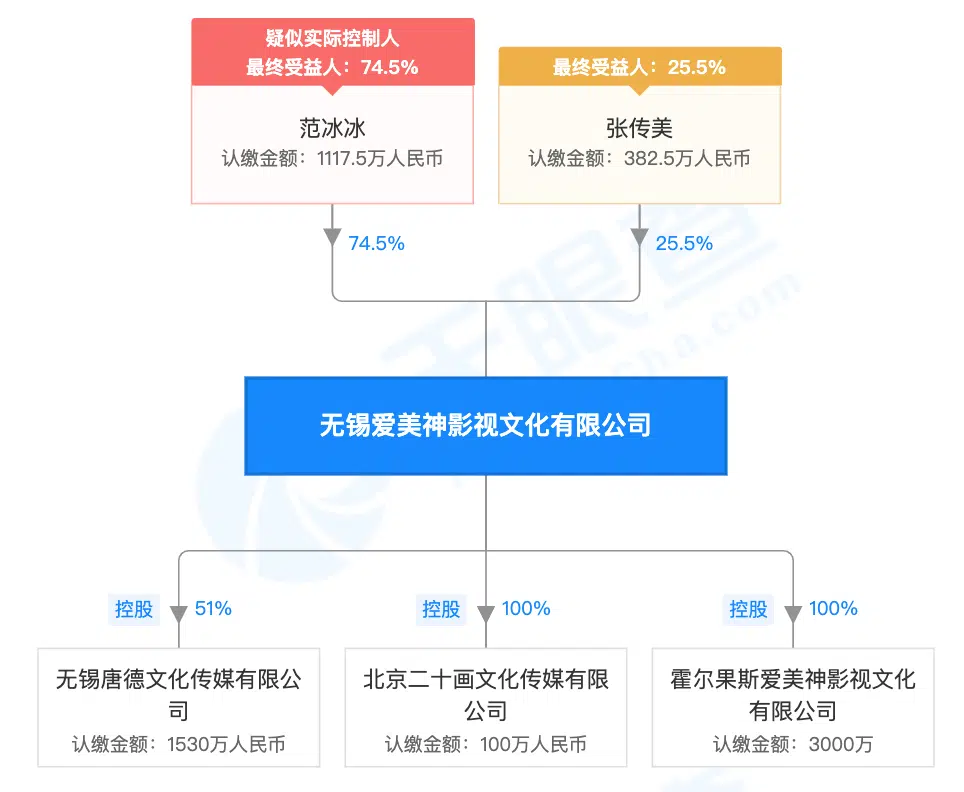 疑似实际控制人
最终受益人：74.5%
范冰冰
认缴金额：1117.5万人民币
最终受益人：25.5%
张传美
认缴金额：382.5万人民币
74.5%
25.5%
天眼查
无锡爱美神影视文化有限公司
控股
51%
控股
100%
控股
100%
无锡唐德文化传媒有限公
司
认缴金额：1530万人民币
北京二十画文化传媒有限
公司
认缴金额：100万人民币
霍尔果斯爱美神影视文化
有限公司
认缴金额：3000万